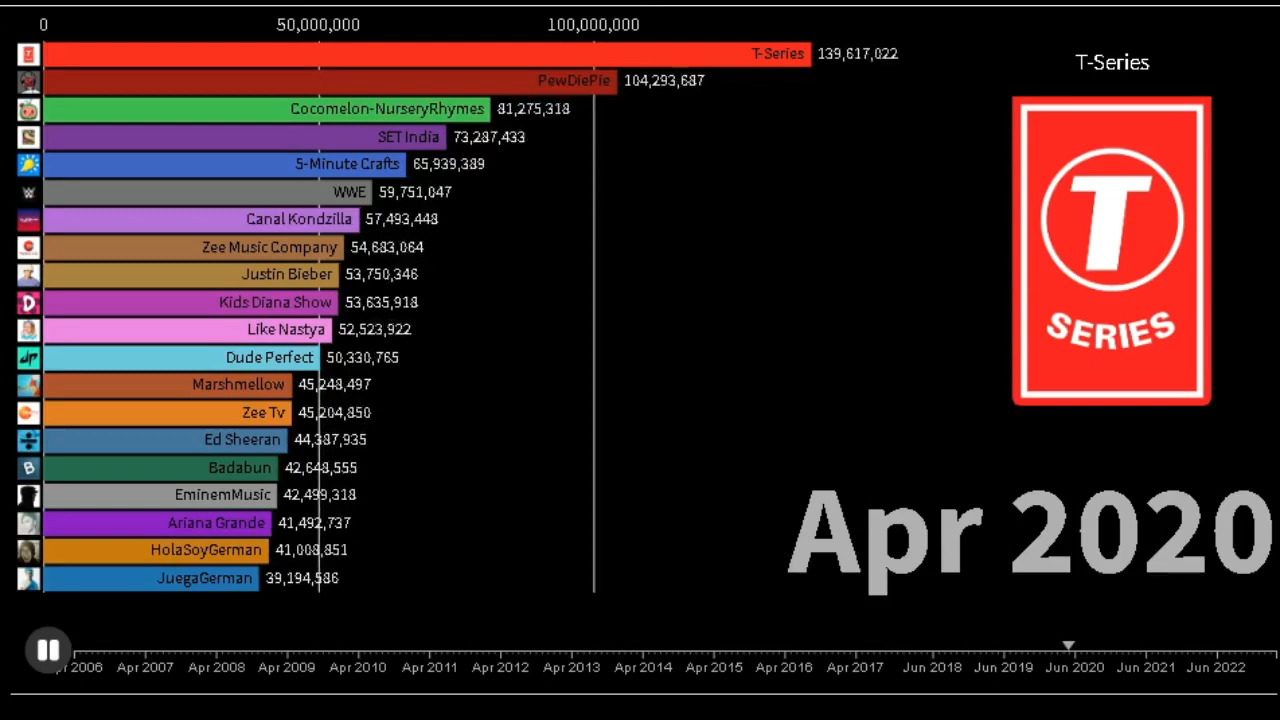 0 50,000,000 100,000,000
T-Series 139,617,022
PewDiePie 104,293,687
Cocomelon-NurseryRhymes 81,275,318
SET India 73,287,433
5-Minute Crafts 65,939,389
WWE 59,751,047
Canal Kondzilla 57,493,448
Zee Music Company 54,683,064
Justin Bieber 53,750,346
Kids Diana Show 53,635,918
Like Nastya 52,523,922
Dude Perfect 50,330,765
Marshmellow 45,248,497
Zee Tv 45,204,850
Ed Sheeran 44,387,935
Badabun 42,648,555
EminemMusic 42,499,318
Ariana Grande 41,492,737
HolaSoyGerman 41,008,851
JuegaGerman 39,194,586
T-Series
T
SERIES
Apr 2020
2006 Apr 2007 Apr 2008 Apr 2009 Apr 2010 Apr 2011 Apr 2012 Apr 2013 Apr 2014 Apr 2015 Apr 2016 Apr 2017 Jun 2018 Jun 2019 Jun 2020 Jun 2021 Jun 2022